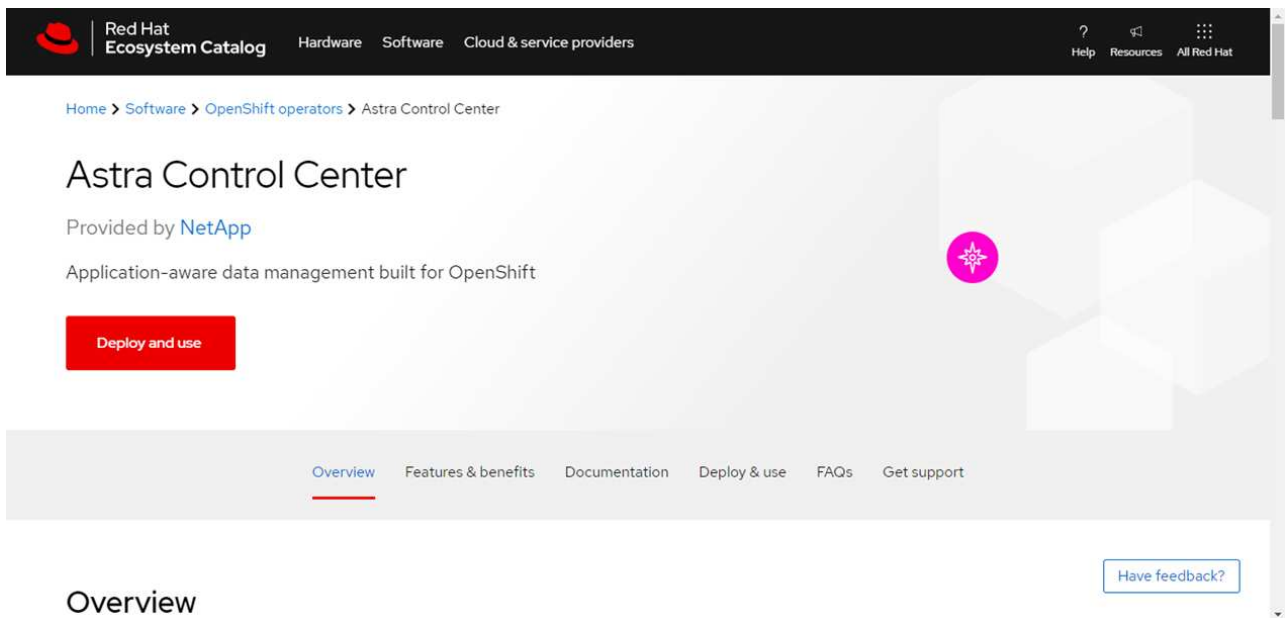 Red Hat
Ecosystem Catalog
Hardware Software Cloud & service providers
? Help Resources All Red Hat
Home > Software > OpenShift operators > Astra Control Center
Astra Control Center
Provided by NetApp
Application-aware data management built for OpenShift
Deploy and use
Overview Features & benefits Documentation Deploy & use FAQs Get support
Have feedback?
Overview